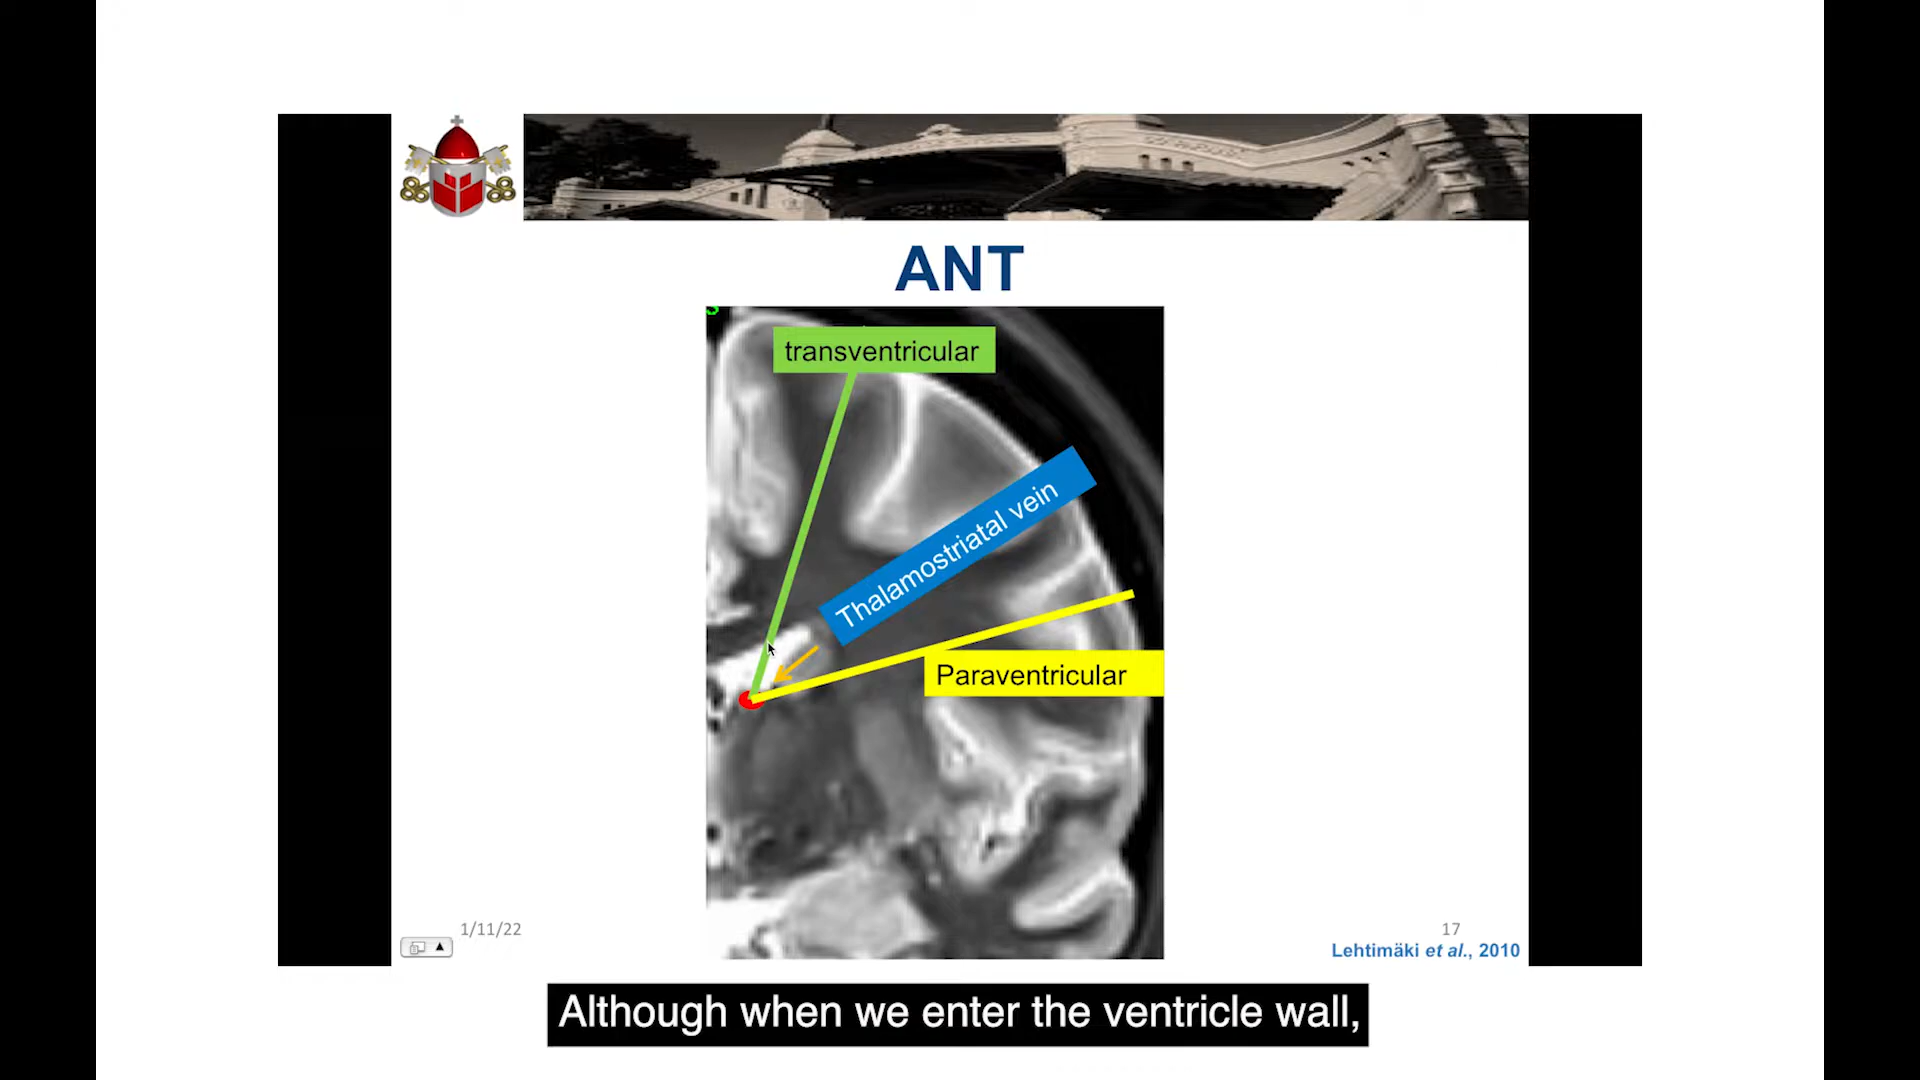 ANT
transventricular
Thalamostriatal vein
Paraventricular
1/11/22
17
Lehtimäki et al., 2010
Although when we enter the ventricle wall,